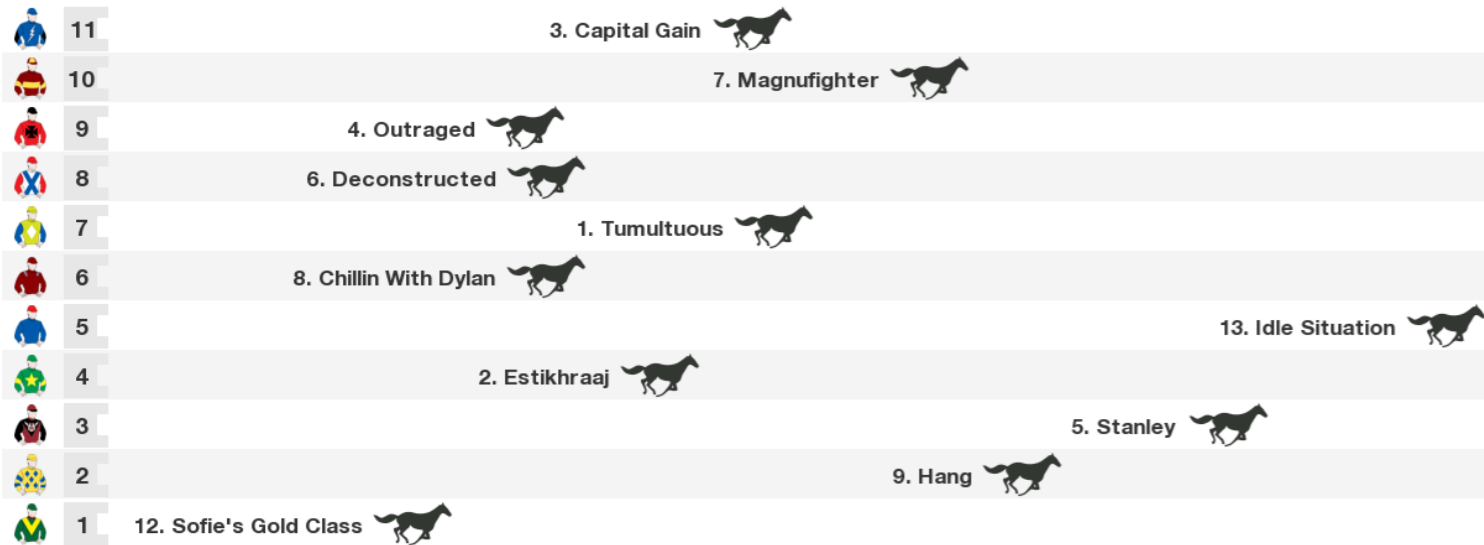 11 3. Capital Gain
10 7. Magnufighter
9 4. Outraged
8 6. Deconstructed
7 1. Tumultuous
6 8. Chillin With Dylan
5 13. Idle Situation
4 2. Estikhraaj
3 5. Stanley
2 9. Hang
1 12. Sofie's Gold Class